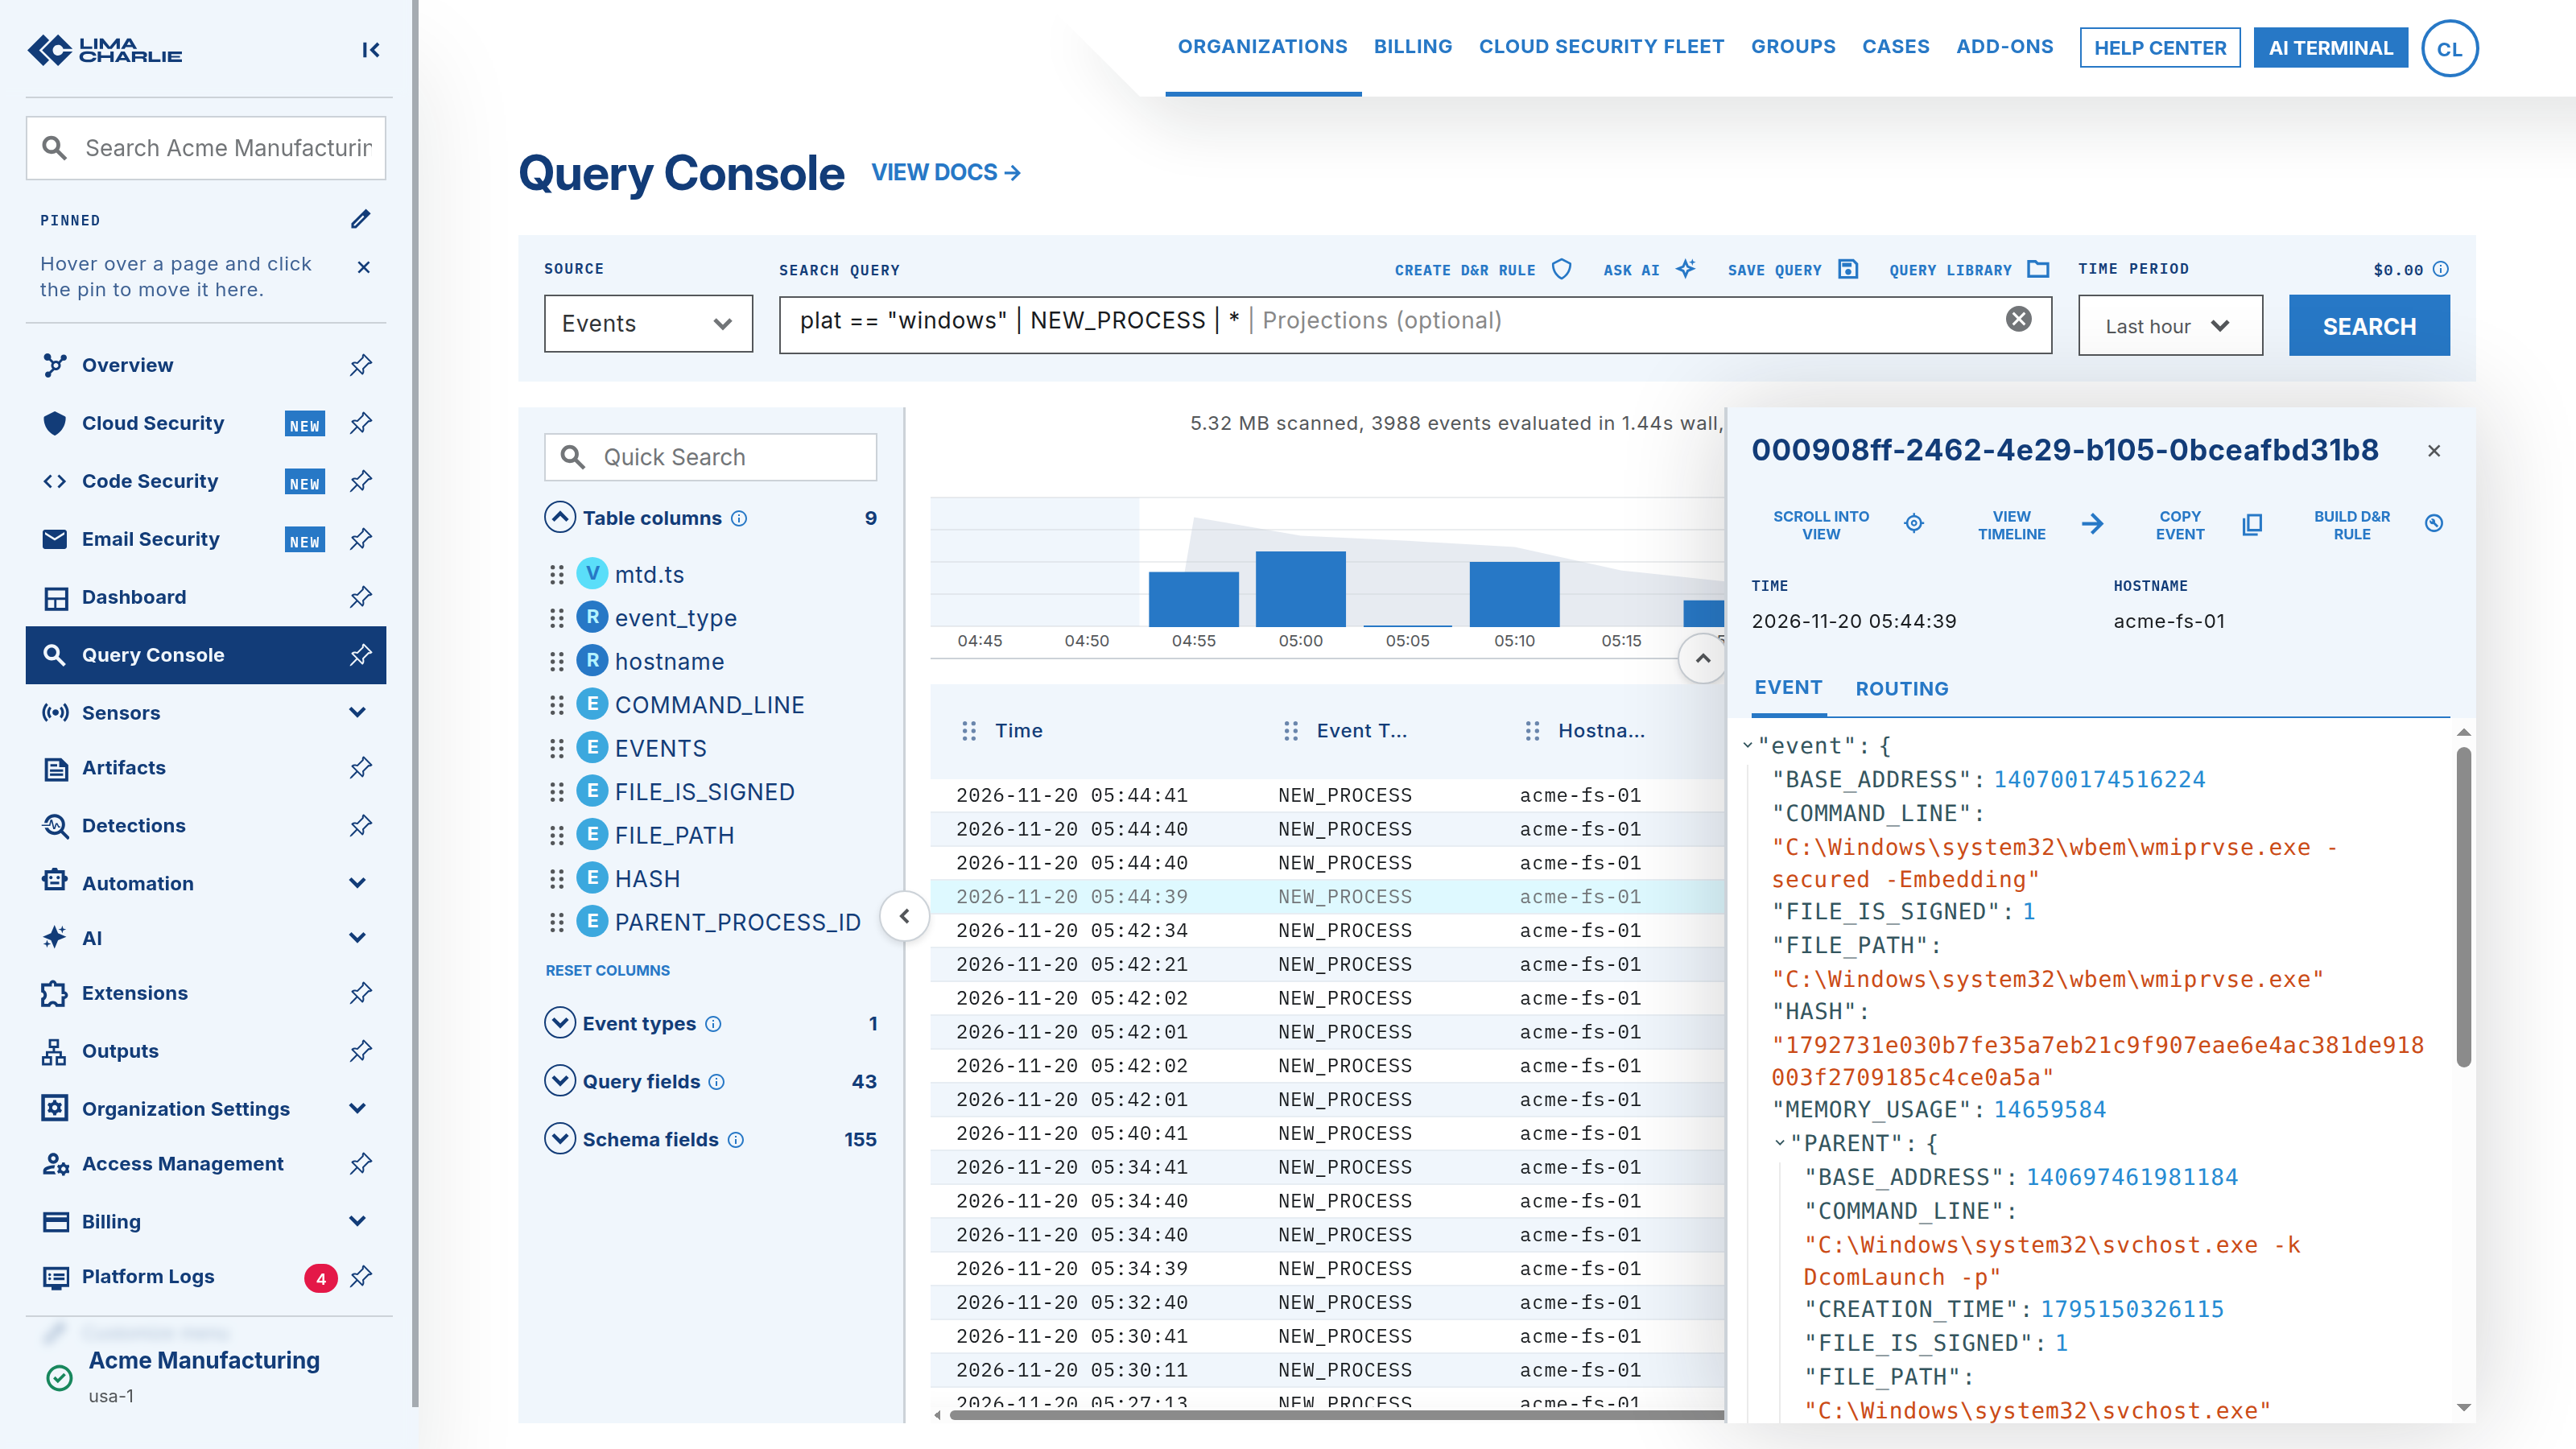 LIMA
CHARLIE
Search Acme Manufacturin
PINNED
Hover over a page and click
the pin to move it here.
Overview
Cloud Security NEW
Code Security NEW
Email Security NEW
Dashboard
Query Console
Sensors
Artifacts
Detections
Automation
AI
Extensions
Outputs
Organization Settings
Access Management
Billing
Platform Logs 4
Customize menu
Acme Manufacturing
usa-1
ORGANIZATIONS BILLING CLOUD SECURITY FLEET GROUPS CASES ADD-ONS HELP CENTER AI TERMINAL CL
Query Console VIEW DOCS →
SOURCE
Events
SEARCH QUERY CREATE D&R RULE ASK AI SAVE QUERY QUERY LIBRARY
plat == "windows" | NEW_PROCESS | * | Projections (optional)
TIME PERIOD $0.00
Last hour SEARCH
Quick Search
Table columns 9
V mtd.ts
R event_type
R hostname
E COMMAND_LINE
E EVENTS
E FILE_IS_SIGNED
E FILE_PATH
E HASH
E PARENT_PROCESS_ID
RESET COLUMNS
Event types 1
Query fields 43
Schema fields 155
5.32 MB scanned, 3988 events evaluated in 1.44s wall,
04:45 04:50 04:55 05:00 05:05 05:10 05:15
Time Event T... Hostna...
2026-11-20 05:44:41 NEW_PROCESS acme-fs-01
2026-11-20 05:44:40 NEW_PROCESS acme-fs-01
2026-11-20 05:44:40 NEW_PROCESS acme-fs-01
2026-11-20 05:44:39 NEW_PROCESS acme-fs-01
2026-11-20 05:42:34 NEW_PROCESS acme-fs-01
2026-11-20 05:42:21 NEW_PROCESS acme-fs-01
2026-11-20 05:42:02 NEW_PROCESS acme-fs-01
2026-11-20 05:42:01 NEW_PROCESS acme-fs-01
2026-11-20 05:42:02 NEW_PROCESS acme-fs-01
2026-11-20 05:42:01 NEW_PROCESS acme-fs-01
2026-11-20 05:40:41 NEW_PROCESS acme-fs-01
2026-11-20 05:34:41 NEW_PROCESS acme-fs-01
2026-11-20 05:34:40 NEW_PROCESS acme-fs-01
2026-11-20 05:34:40 NEW_PROCESS acme-fs-01
2026-11-20 05:34:39 NEW_PROCESS acme-fs-01
2026-11-20 05:32:40 NEW_PROCESS acme-fs-01
2026-11-20 05:30:41 NEW_PROCESS acme-fs-01
2026-11-20 05:30:11 NEW_PROCESS acme-fs-01
2026-11-20 05:27:13 NEW_PROCESS acme-fs-01
000908ff-2462-4e29-b105-0bceafbd31b8
SCROLL INTO VIEW
VIEW TIMELINE
COPY EVENT
BUILD D&R RULE
TIME HOSTNAME
2026-11-20 05:44:39 acme-fs-01
EVENT ROUTING
"event": {
"BASE_ADDRESS": 140700174516224
"COMMAND_LINE":
"C:\Windows\system32\wbem\wmiprvse.exe -
secured -Embedding"
"FILE_IS_SIGNED": 1
"FILE_PATH":
"C:\Windows\system32\wbem\wmiprvse.exe"
"HASH":
"1792731e030b7fe35a7eb21c9f907eae6e4ac381de918
003f2709185c4ce0a5a"
"MEMORY_USAGE": 14659584
"PARENT": {
"BASE_ADDRESS": 140697461981184
"COMMAND_LINE":
"C:\Windows\system32\svchost.exe -k
DcomLaunch -p"
"CREATION_TIME": 1795150326115
"FILE_IS_SIGNED": 1
"FILE_PATH":
"C:\Windows\system32\svchost.exe"